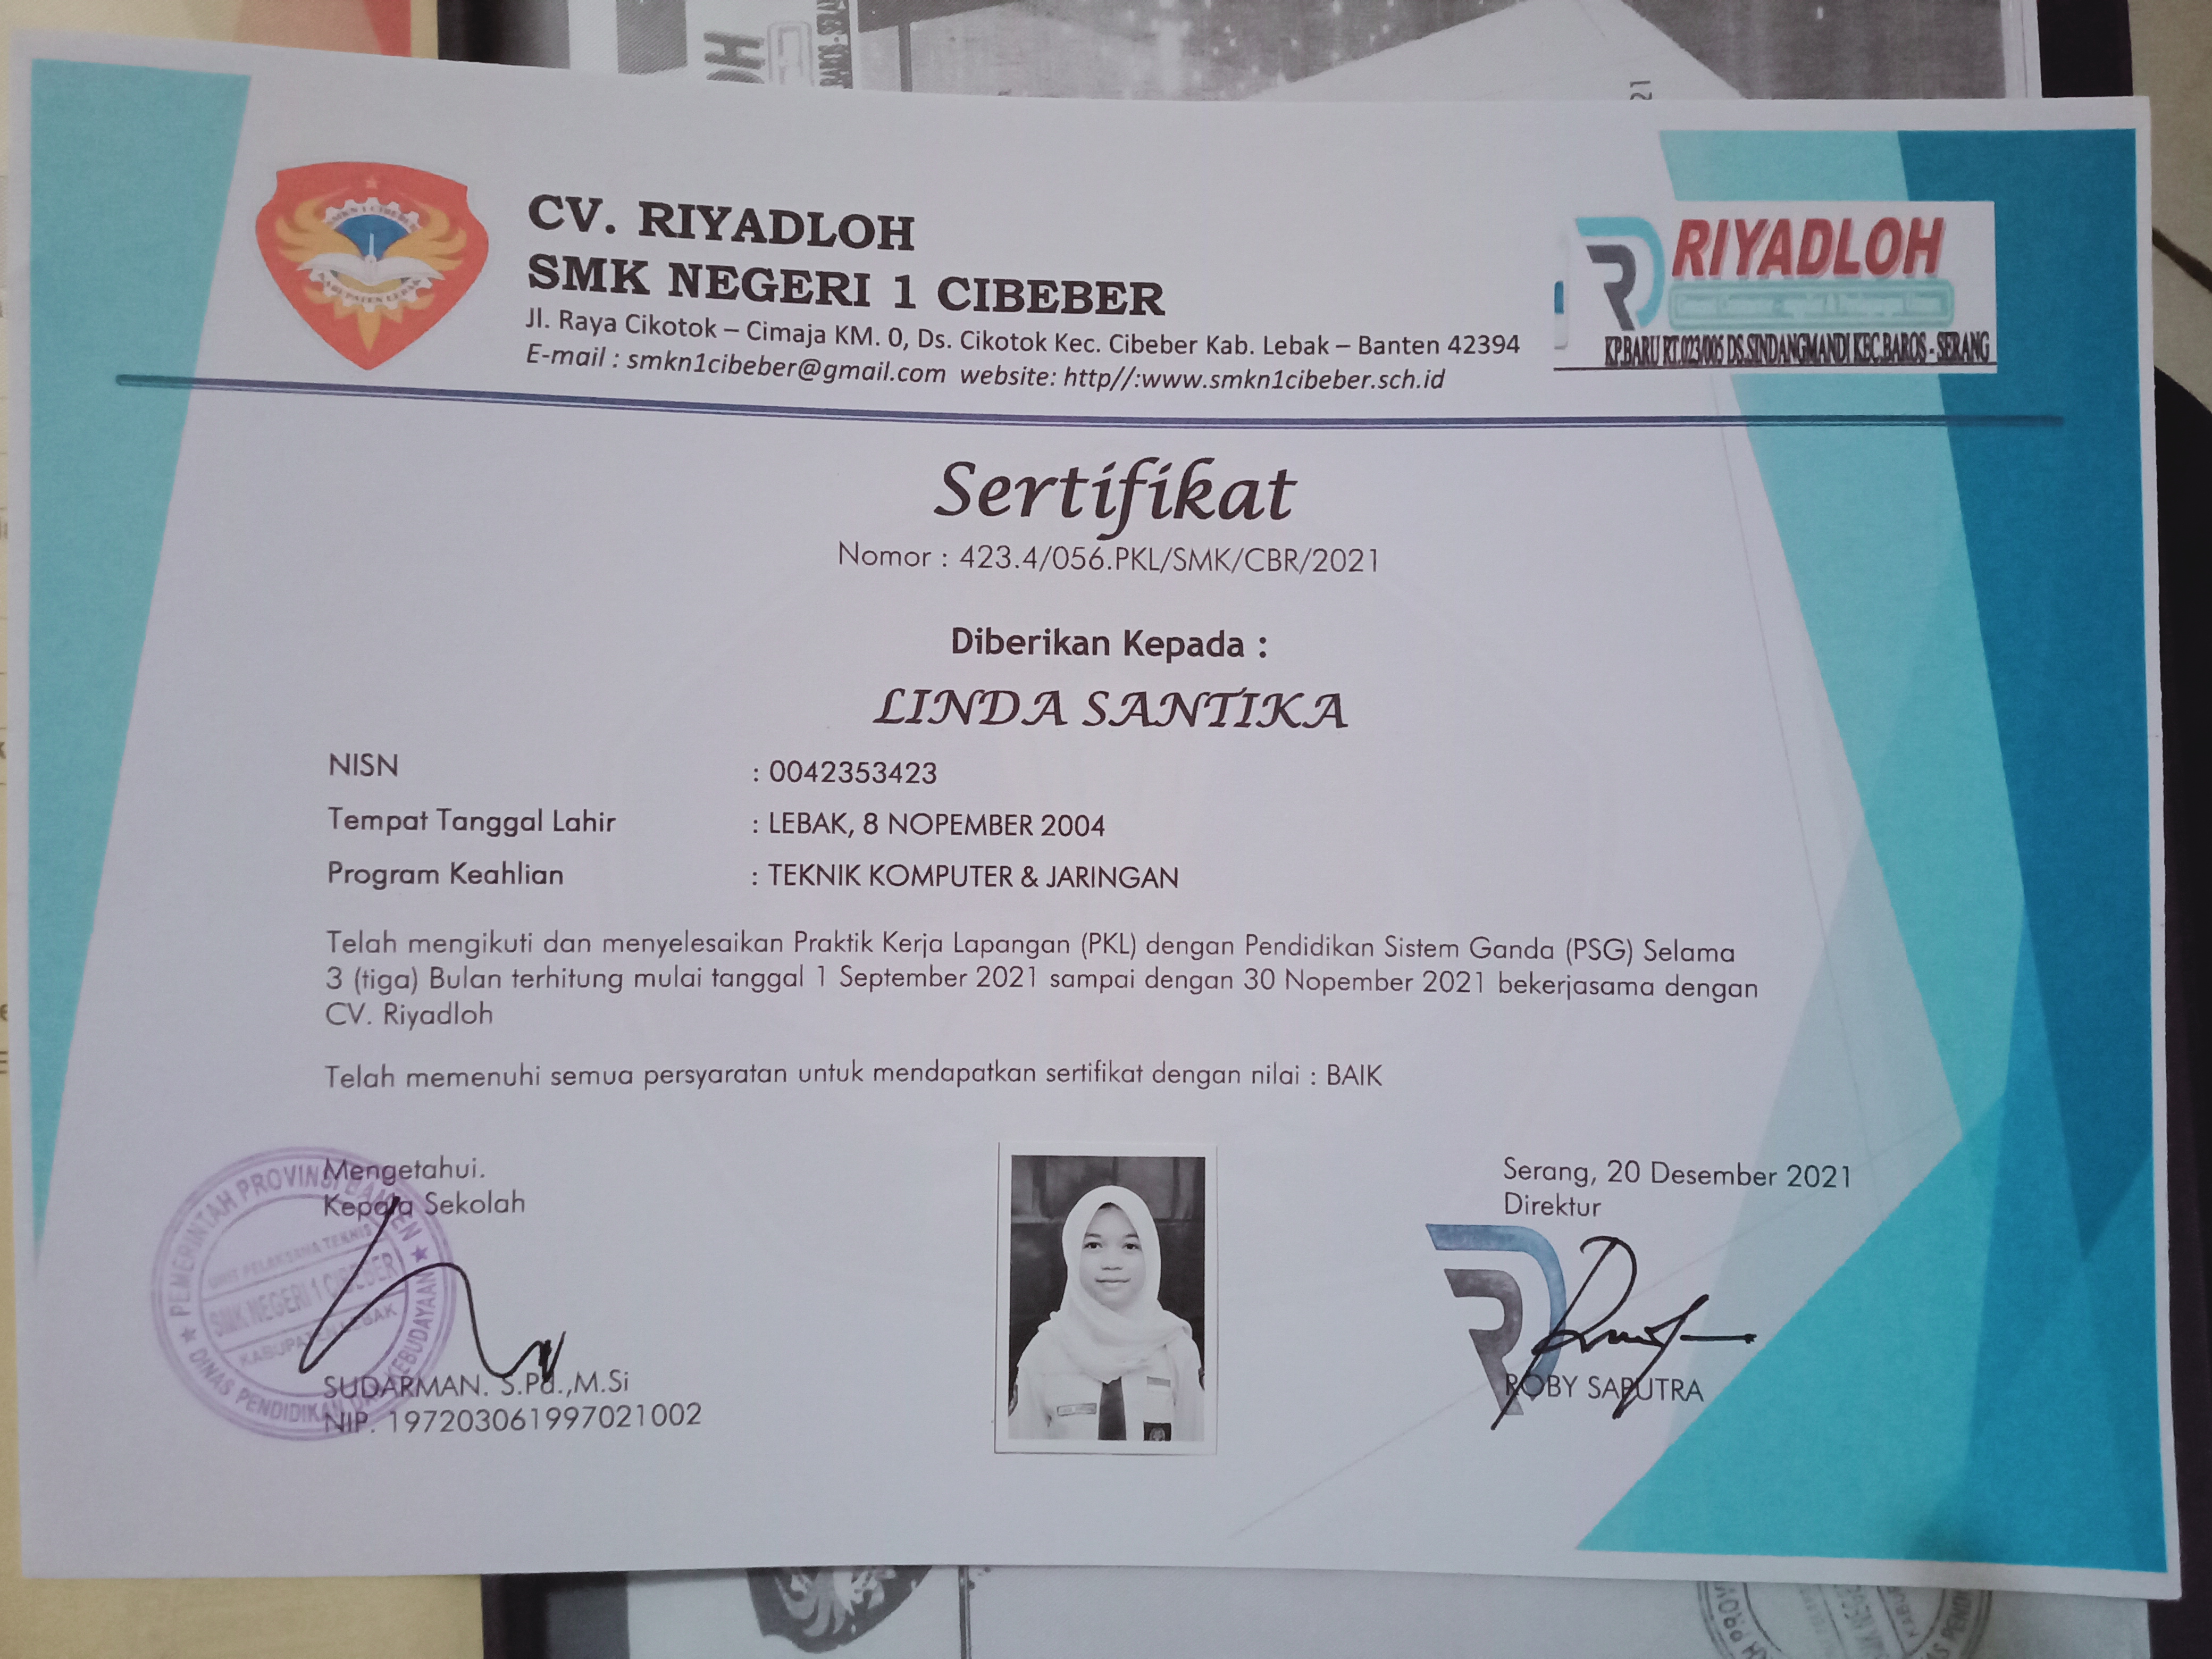 CV. RIYADLOH
SMK NEGERI 1 CIBEBER
Jl. Raya Cikotok – Cimaja KM. 0, Ds. Cikotok Kec. Cibeber Kab. Lebak – Banten 42394
E-mail : smkn1cibeber@gmail.com website: http//:www.smkn1cibeber.sch.id
SMKN 1 CIBEBER
KABUPATEN LEBAK
RIYADLOH
KP.BARU RT.023/005 DS.SINDANGMANDI KEC.BAROS - SERANG
Sertifikat
Nomor : 423.4/056.PKL/SMK/CBR/2021
Diberikan Kepada :
LINDA SANTIKA
NISN : 0042353423
Tempat Tanggal Lahir : LEBAK, 8 NOPEMBER 2004
Program Keahlian : TEKNIK KOMPUTER & JARINGAN
Telah mengikuti dan menyelesaikan Praktik Kerja Lapangan (PKL) dengan Pendidikan Sistem Ganda (PSG) Selama
3 (tiga) Bulan terhitung mulai tanggal 1 September 2021 sampai dengan 30 Nopember 2021 bekerjasama dengan
CV. Riyadloh
Telah memenuhi semua persyaratan untuk mendapatkan sertifikat dengan nilai : BAIK
Mengetahui.
Kepala Sekolah
PEMERINTAH PROVINSI BANTEN
UNIT PELAKSANA TEKNIS
SMK NEGERI 1 CIBEBER
KABUPATEN LEBAK
DINAS PENDIDIKAN DAN KEBUDAYAAN
SUDARMAN. S.Pd.,M.Si
NIP. 197203061997021002
Serang, 20 Desember 2021
Direktur
ROBY SAPUTRA